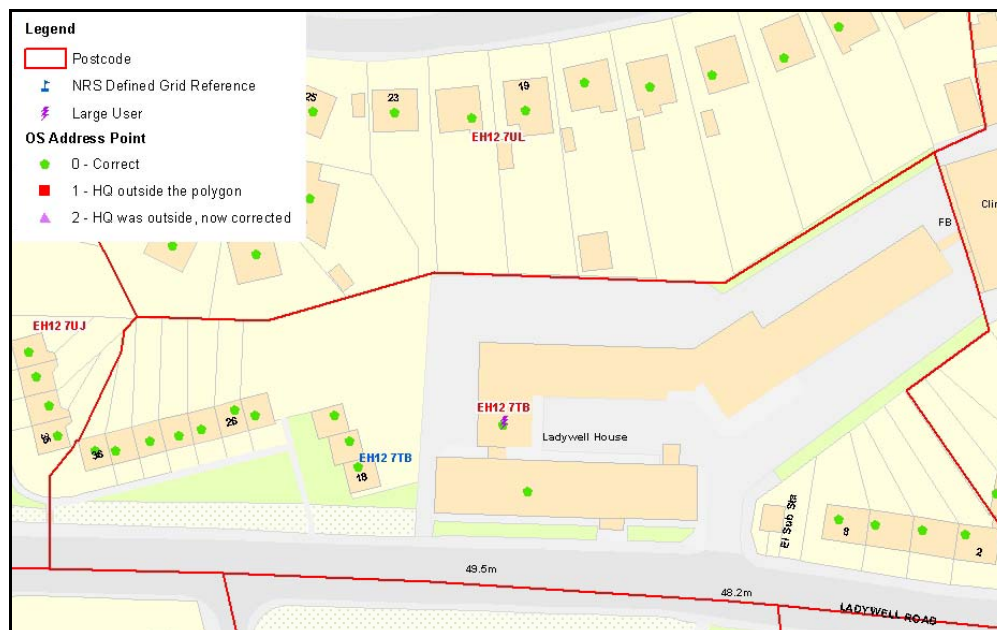 Legend
Postcode
NRS Defined Grid Reference
Large User
OS Address Point
0 - Correct
1 - HQ outside the polygon
2 - HQ was outside, now corrected
25
23
19
EH12 7UL
FB
Clin
EH12 7UJ
36
36
26
18
EH12 7TB
EH12 7TB
Ladywell House
El Sub Sta
8
2
49.5m
48.2m
LADYWELL ROAD